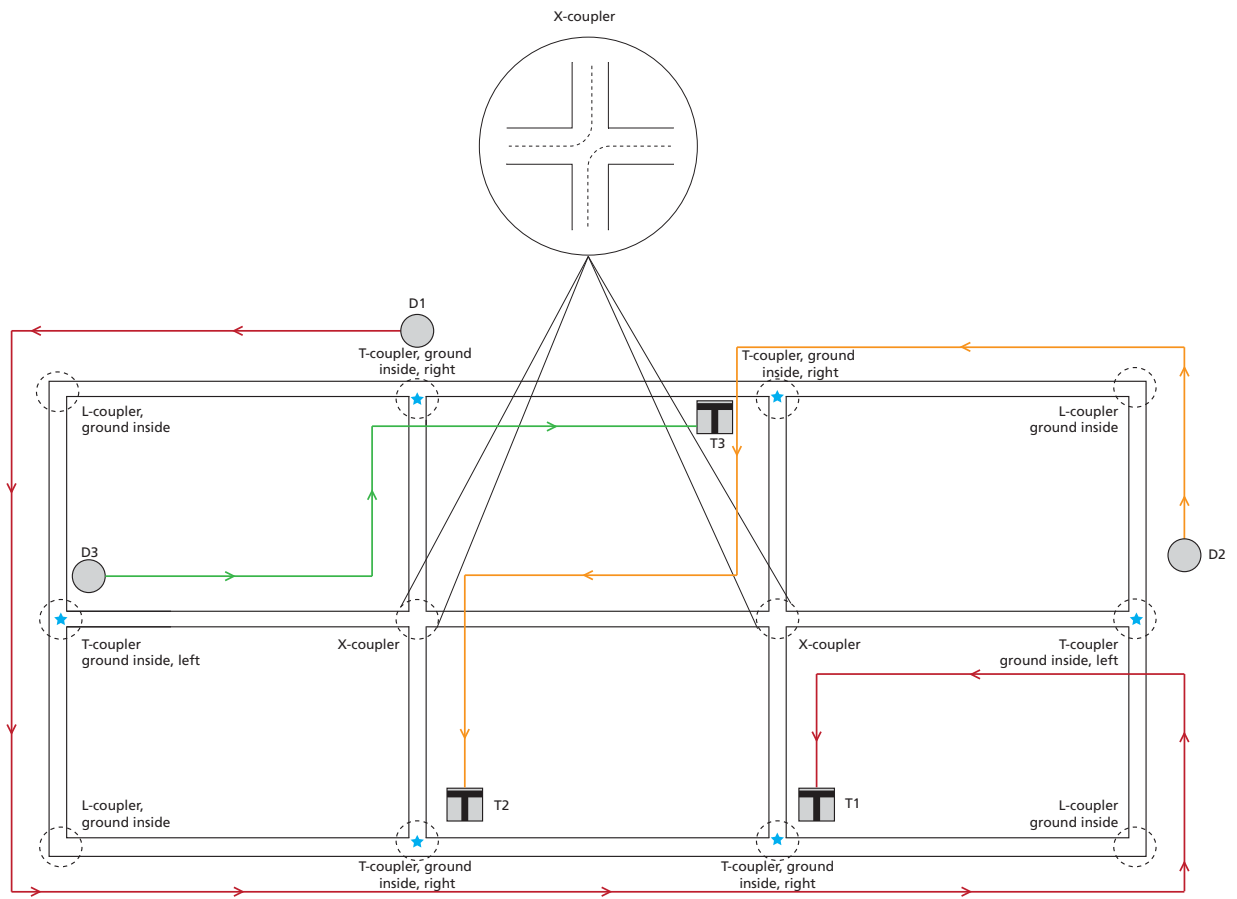 X-coupler
D1
T-coupler, ground
inside, right
T-coupler, ground
inside, right
L-coupler,
ground inside
L-coupler
ground inside
T3
D3
D2
T-coupler
ground inside, left
X-coupler
X-coupler
T-coupler
ground inside, left
L-coupler,
ground inside
T2
T1
L-coupler
ground inside
T-coupler, ground
inside, right
T-coupler, ground
inside, right